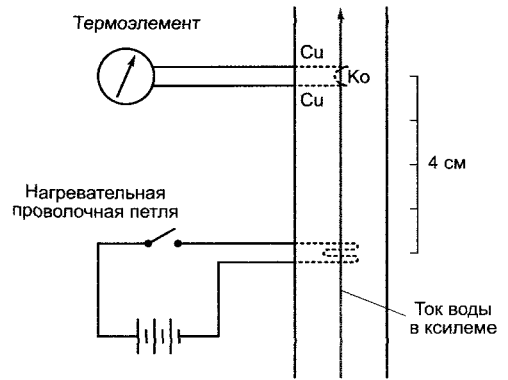 Термоэлемент
Cu
Ko
Cu
4 см
Нагревательная
проволочная петля
Ток воды
в ксилеме